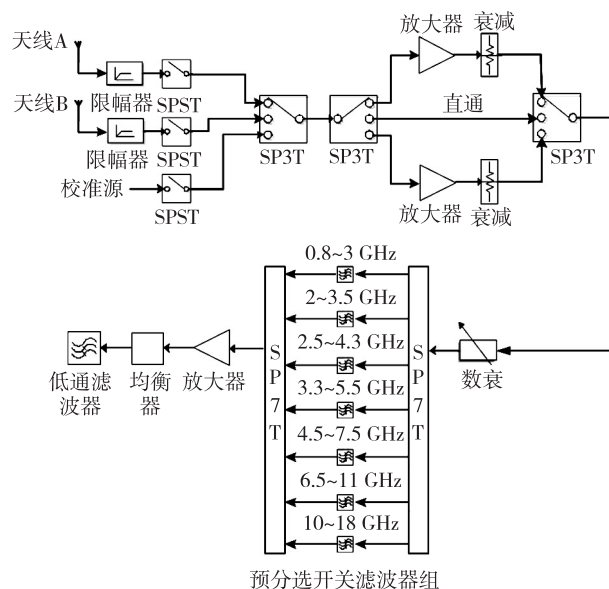 天线A
限幅器
SPST
天线B
限幅器
SPST
校准源
SPST
SP3T
SP3T
放大器
衰减
直通
放大器
衰减
SP3T
0.8~3 GHz
2~3.5 GHz
2.5~4.3 GHz
3.3~5.5 GHz
4.5~7.5 GHz
6.5~11 GHz
10~18 GHz
SP7T
SP7T
数衰
放大器
均衡
器
低通滤
波器
预分选开关滤波器组